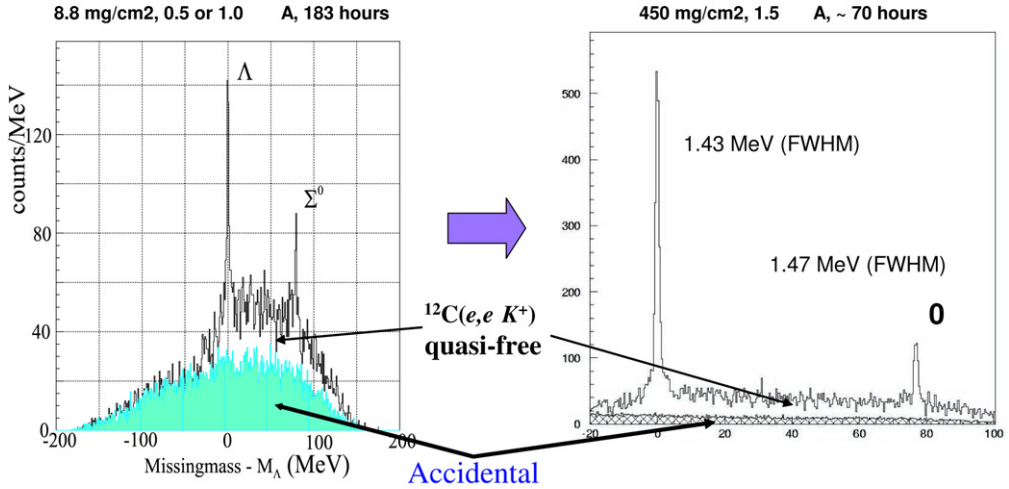 8.8 mg/cm2, 0.5 or 1.0 A, 183 hours
450 mg/cm2, 1.5 A, ~ 70 hours
counts/MeV
120
80
40
0
-200
-100
0
100
200
Missingmass - MΛ (MeV)
Λ
Σ⁰
¹²C(e,e K⁺)
quasi-free
Accidental
500
400
300
200
100
0
-20
0
20
40
60
80
100
1.43 MeV (FWHM)
1.47 MeV (FWHM)
0